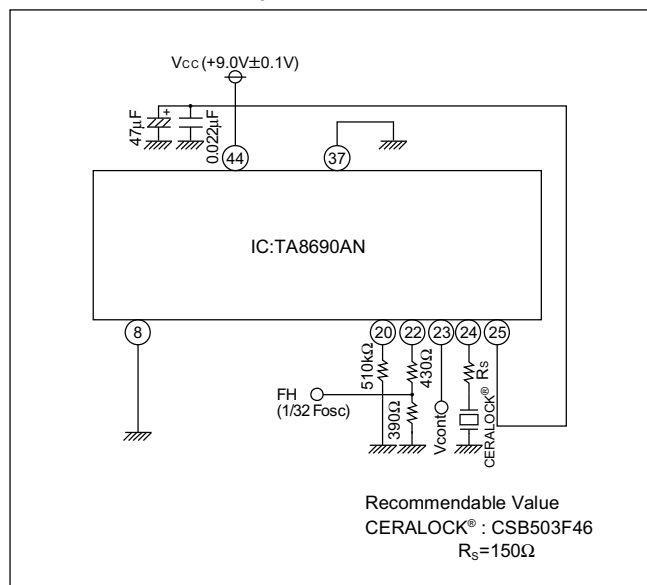 Vcc (+9.0V±0.1V)
47μF
+
0.022μF
44
37
IC:TA8690AN
8
20
22
23
24
25
510kΩ
430Ω
Rs
FH
(1/32 Fosc)
390Ω
Vcont
CERALOCK®
Recommendable Value
CERALOCK® : CSB503F46
Rs=150Ω